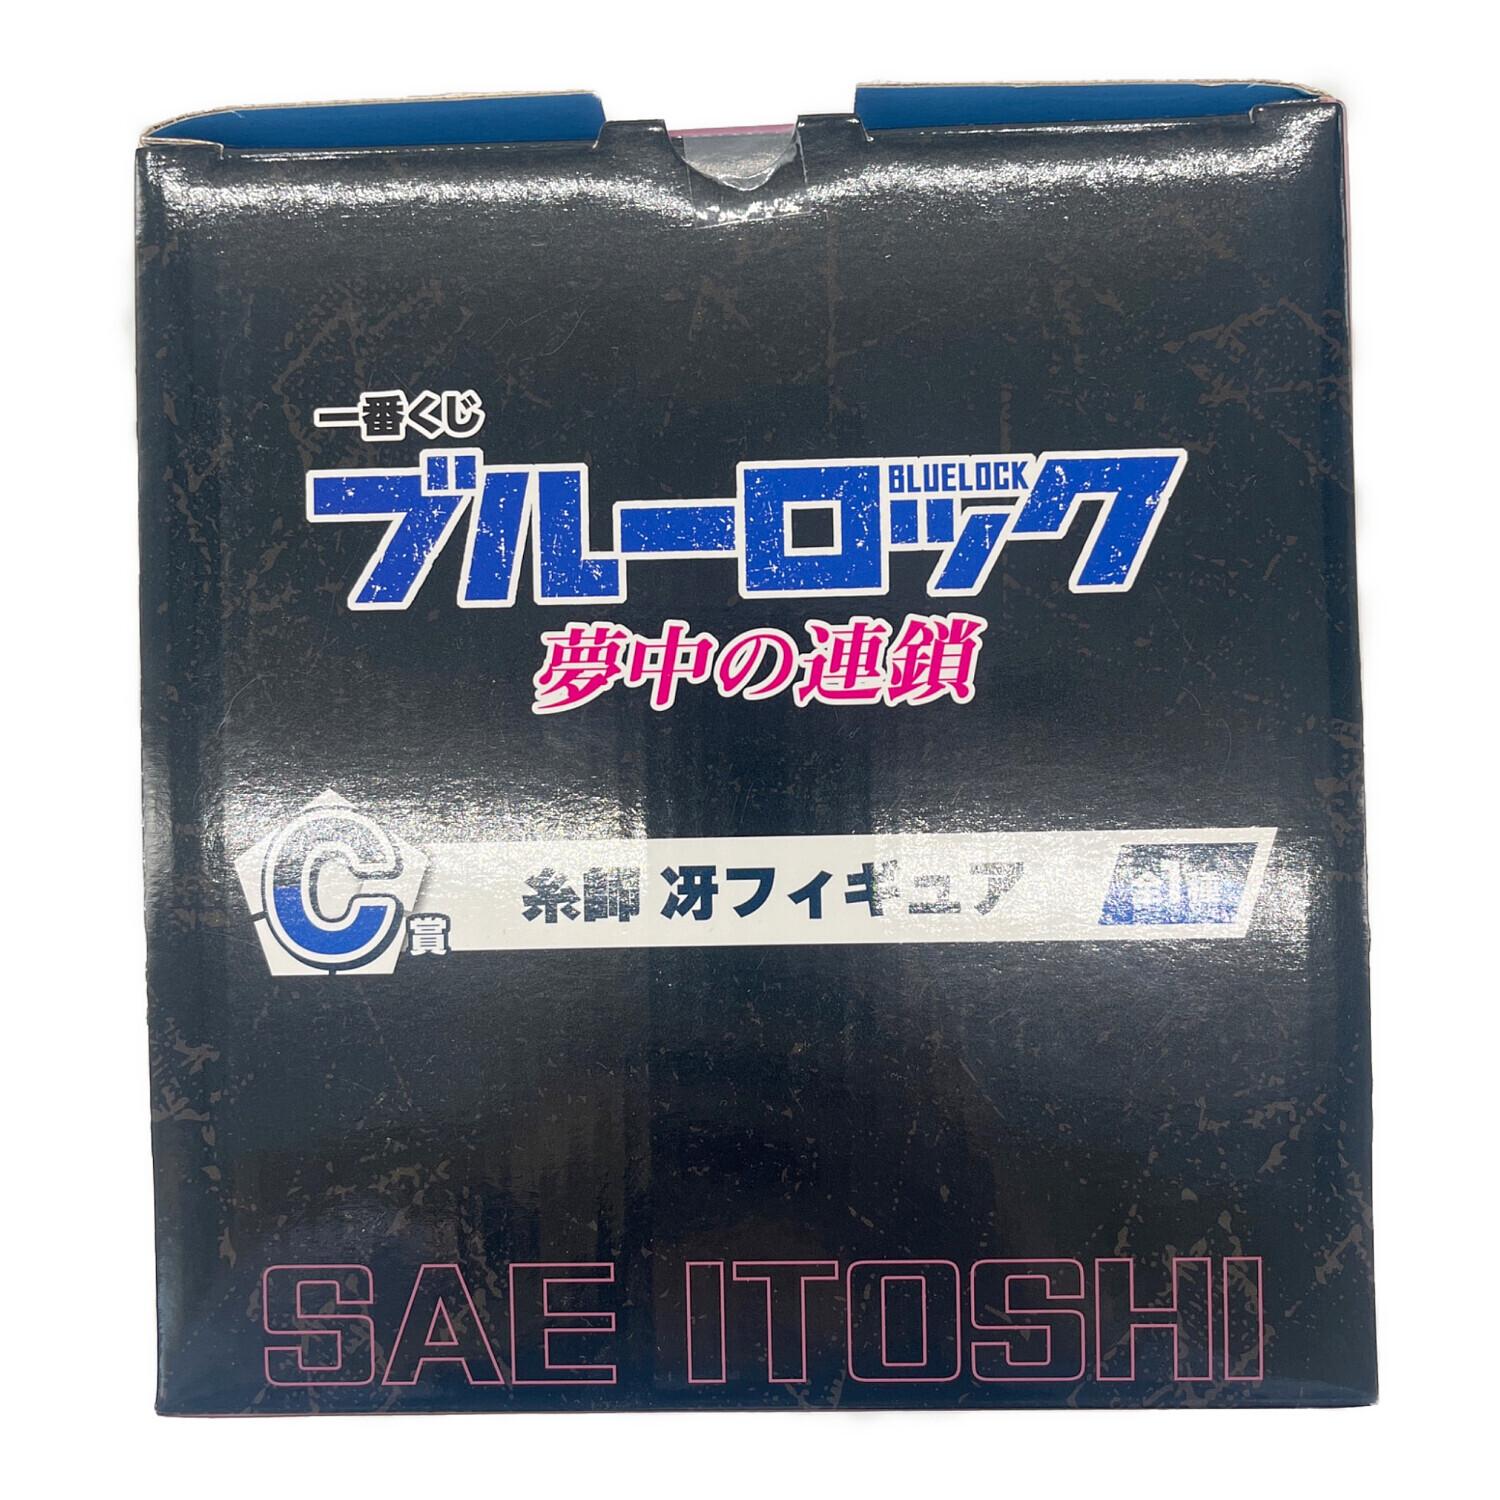 一番くじ
ブルーロック
BLUELOCK
夢中の連鎖
C賞
糸師 冴フィギュア
全1種
SAE ITOSHI